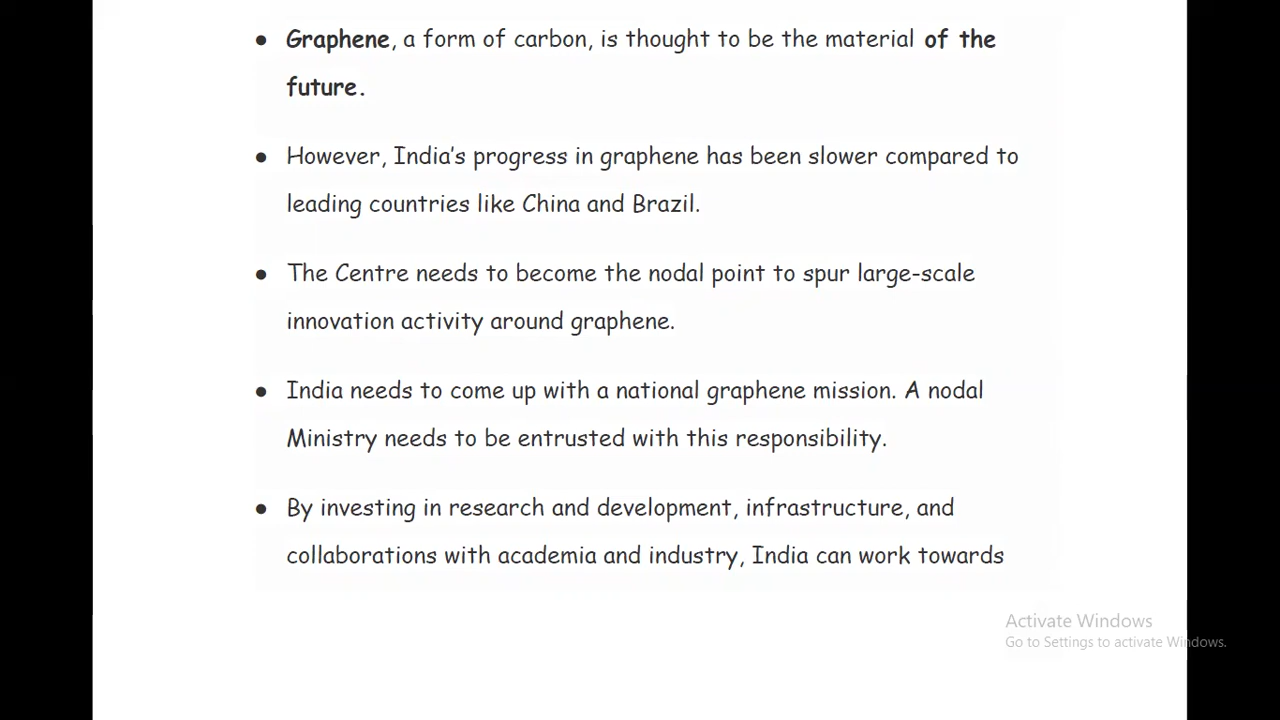 ● Graphene, a form of carbon, is thought to be the material of the
future.
● However, India's progress in graphene has been slower compared to
leading countries like China and Brazil.
● The Centre needs to become the nodal point to spur large-scale
innovation activity around graphene.
● India needs to come up with a national graphene mission. A nodal
Ministry needs to be entrusted with this responsibility.
● By investing in research and development, infrastructure, and
collaborations with academia and industry, India can work towards
Activate Windows
Go to Settings to activate Windows.